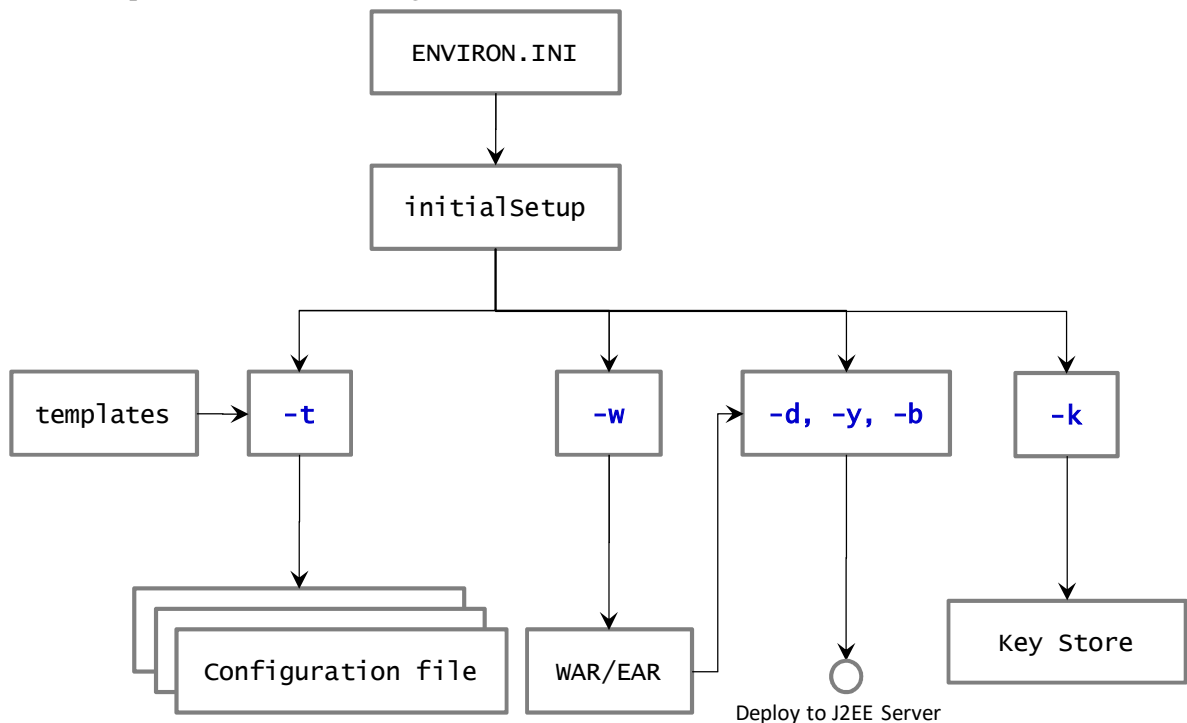 ENVIRON.INI
initialSetup
templates
-t
-w
-d, -y, -b
-k
Configuration file
WAR/EAR
Key Store
Deploy to J2EE Server